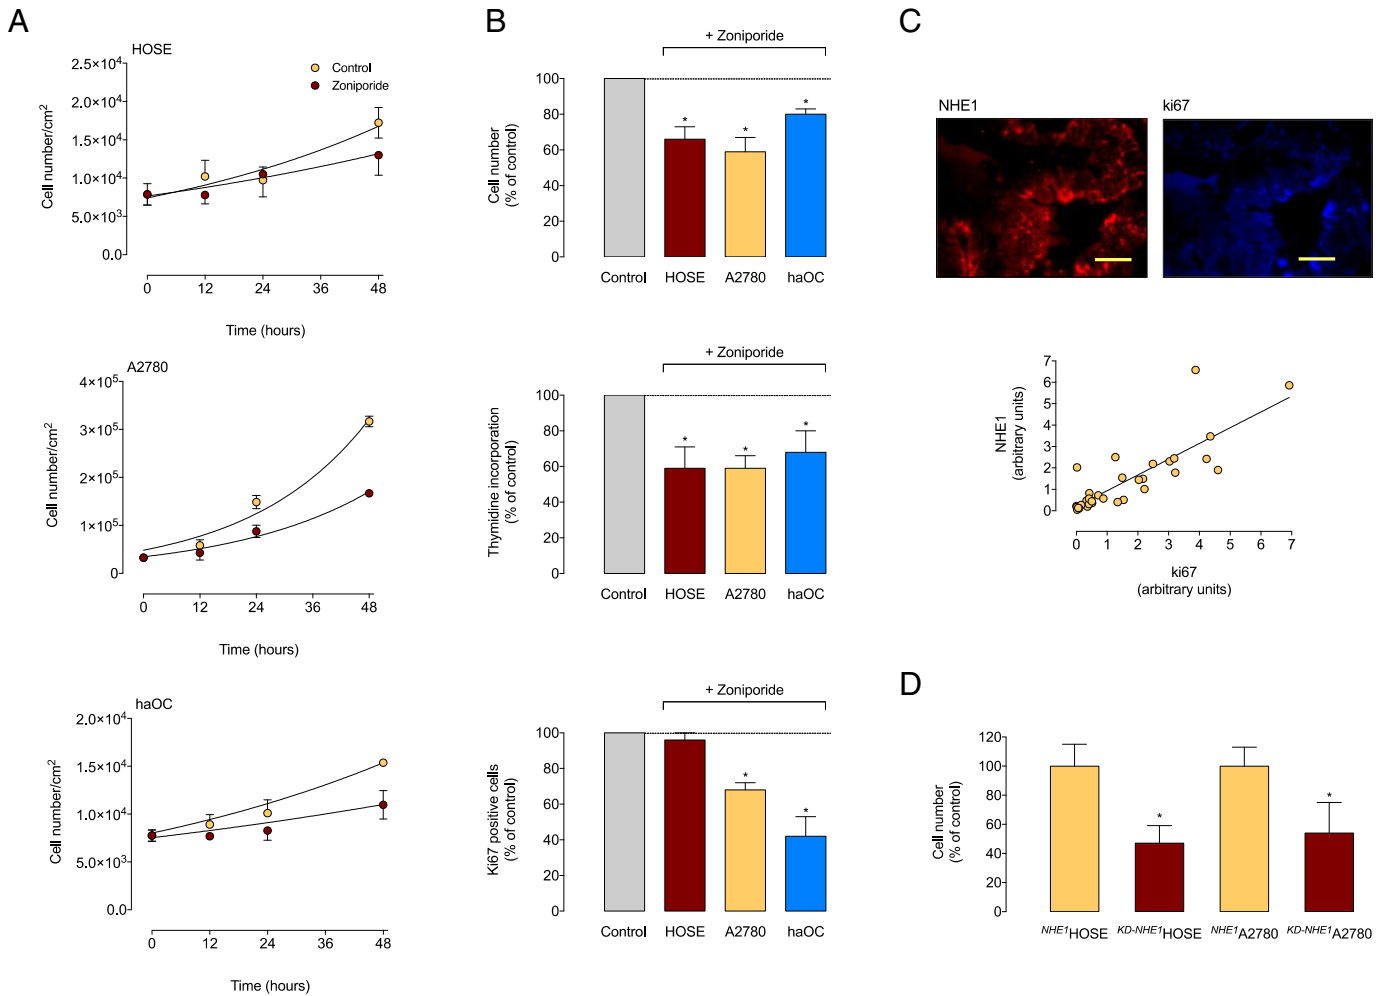 A
HOSE
Control
Zoniporide
Cell number/cm²
2.5×10⁴
2.0×10⁴
1.5×10⁴
1.0×10⁴
5.0×10³
0.0
0 12 24 36 48
Time (hours)
A2780
Cell number/cm²
4×10⁵
3×10⁵
2×10⁵
1×10⁵
0
0 12 24 36 48
Time (hours)
haOC
Cell number/cm²
2.0×10⁴
1.5×10⁴
1.0×10⁴
5.0×10³
0.0
0 12 24 36 48
Time (hours)
B
+ Zoniporide
Cell number
(% of control)
100
80
60
40
20
0
* * *
Control HOSE A2780 haOC
+ Zoniporide
Thymidine incorporation
(% of control)
100
80
60
40
20
0
* * *
Control HOSE A2780 haOC
+ Zoniporide
Ki67 positive cells
(% of control)
100
80
60
40
20
0
* *
Control HOSE A2780 haOC
C
NHE1 ki67
NHE1
(arbitrary units)
7
6
5
4
3
2
1
0
0 1 2 3 4 5 6 7
ki67
(arbitrary units)
D
Cell number
(% of control)
120
100
80
60
40
20
0
* *
NHE1HOSE KD-NHE1HOSE NHE1A2780 KD-NHE1A2780